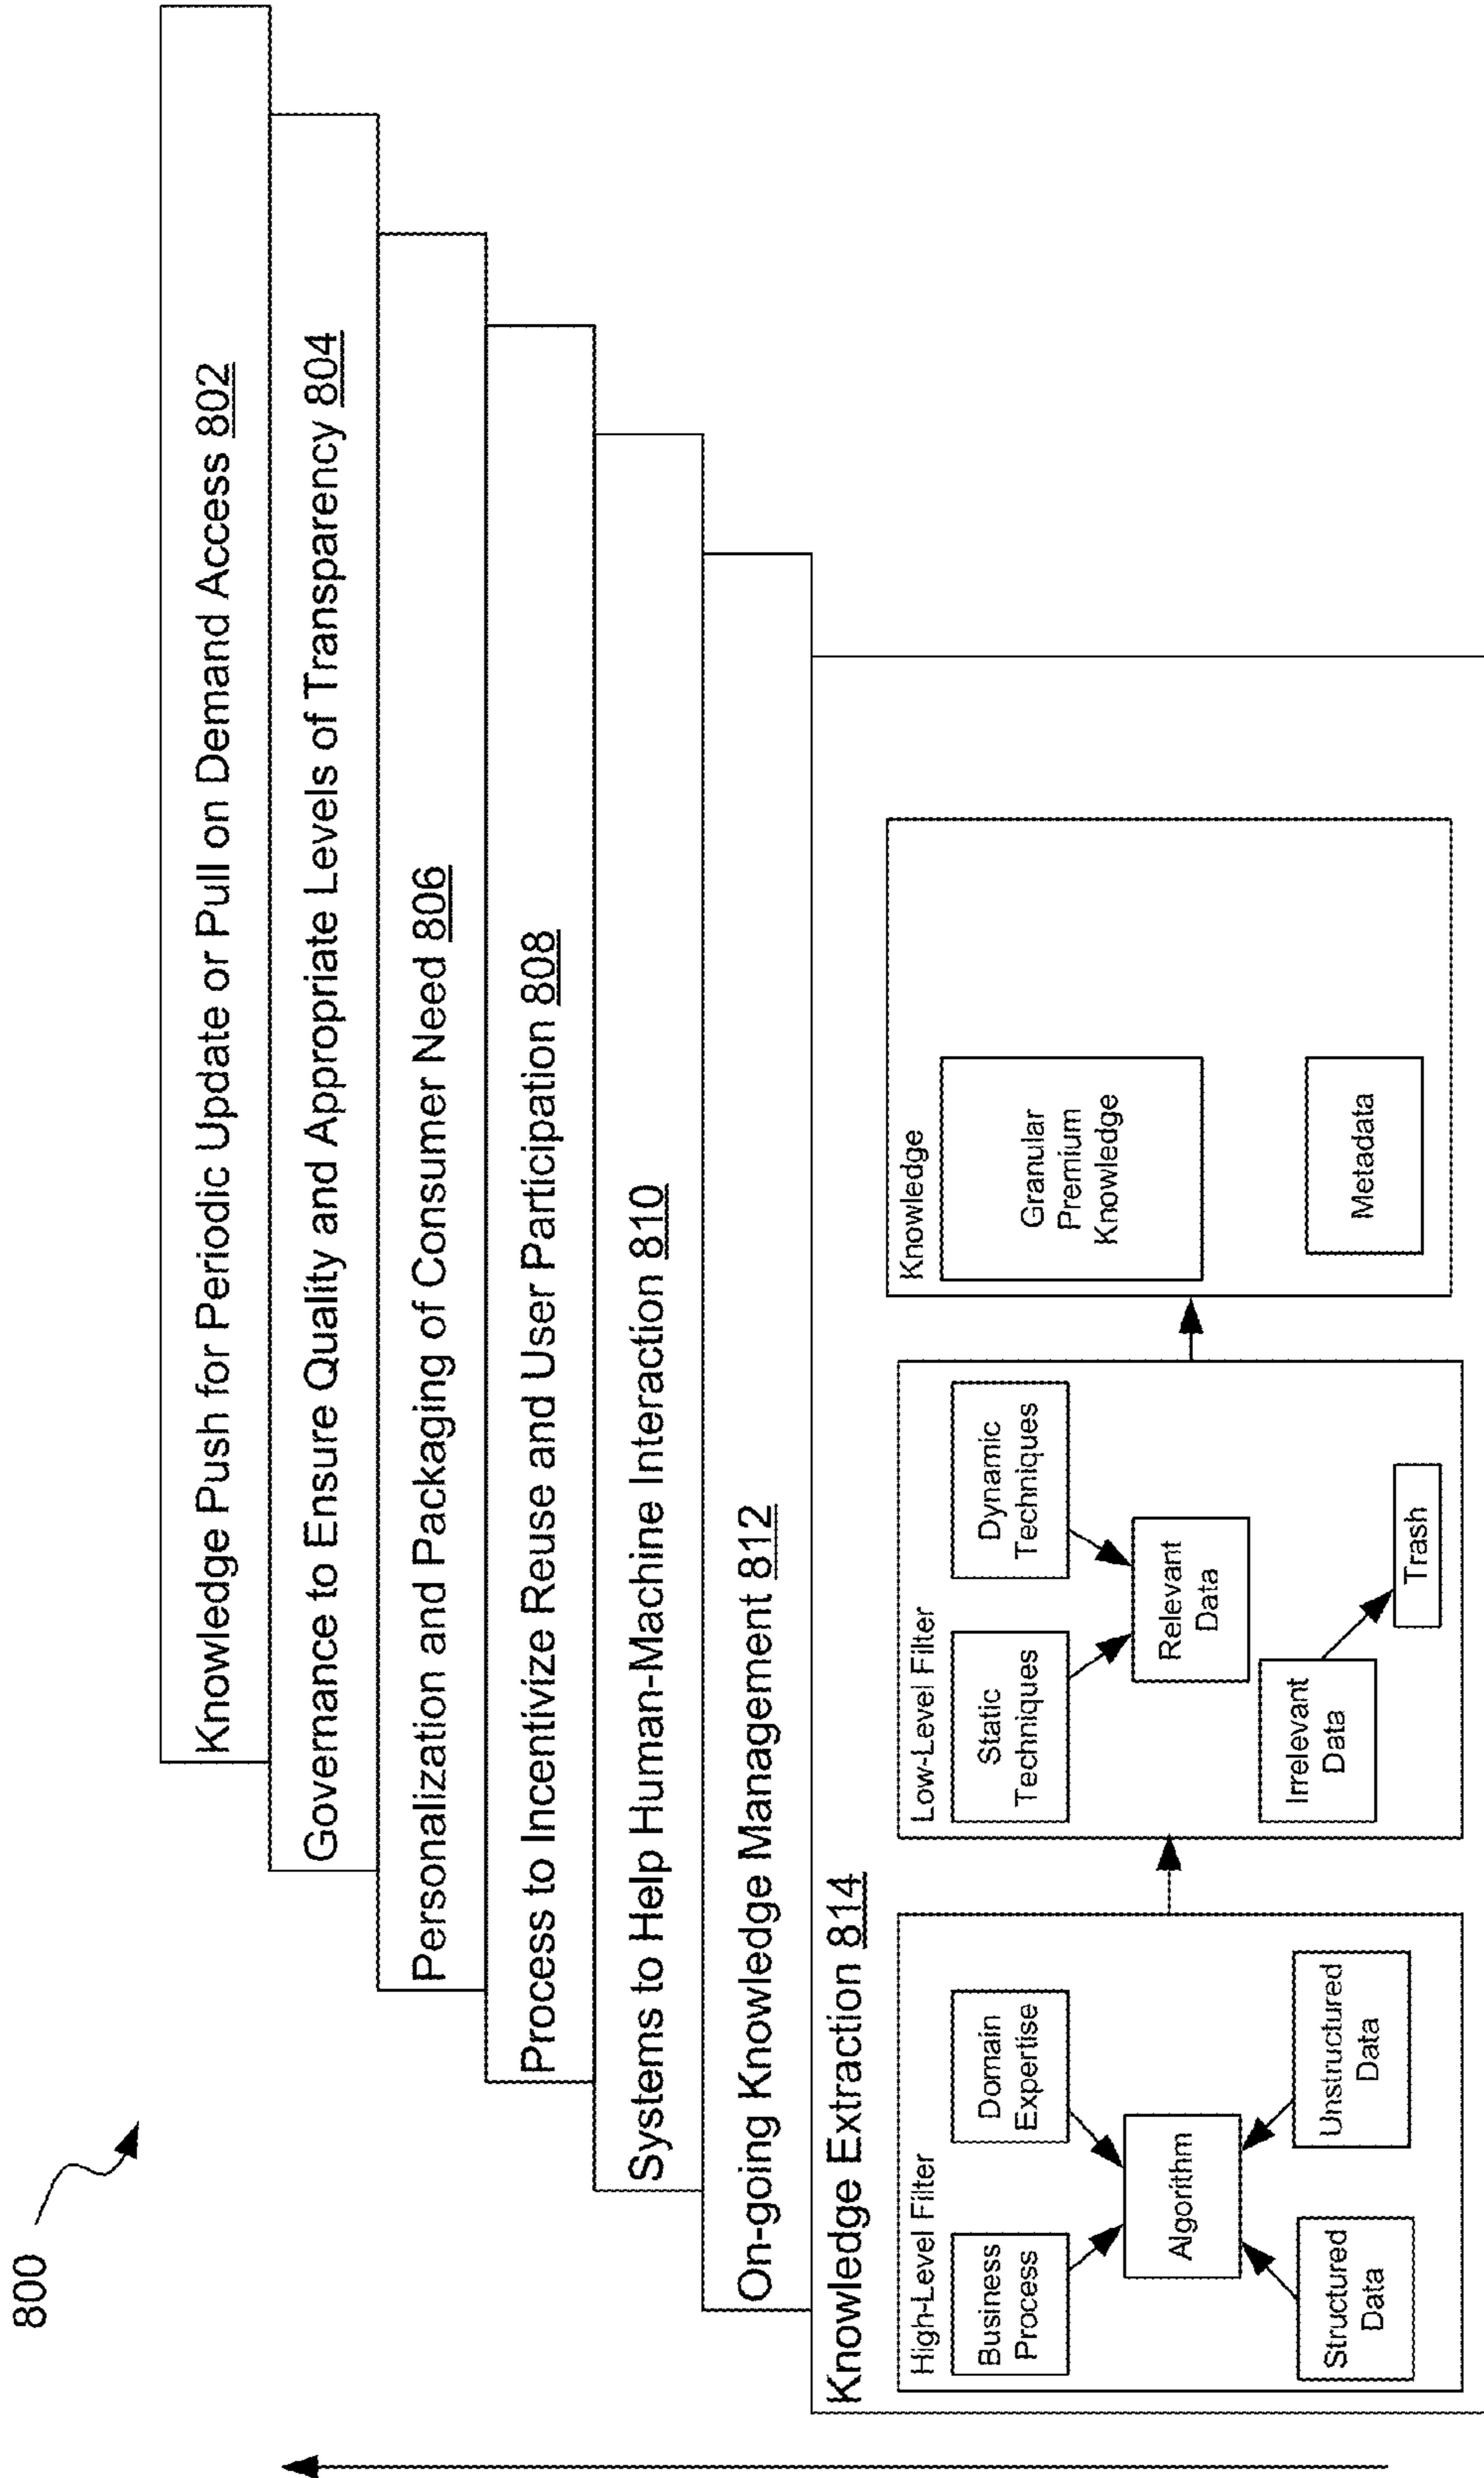 800
Knowledge Push for Periodic Update or Pull on Demand Access 802
Governance to Ensure Quality and Appropriate Levels of Transparency 804
Personalization and Packaging of Consumer Need 806
Process to Incentivize Reuse and User Participation 808
Systems to Help Human-Machine Interaction 810
On-going Knowledge Management 812
Knowledge Extraction 814
High-Level Filter
Business
Process
Domain
Expertise
Algorithm
Structured
Data
Unstructured
Data
Low-Level Filter
Static
Techniques
Dynamic
Techniques
Relevant
Data
Irrelevant
Data
Trash
Knowledge
Granular
Premium
Knowledge
Metadata